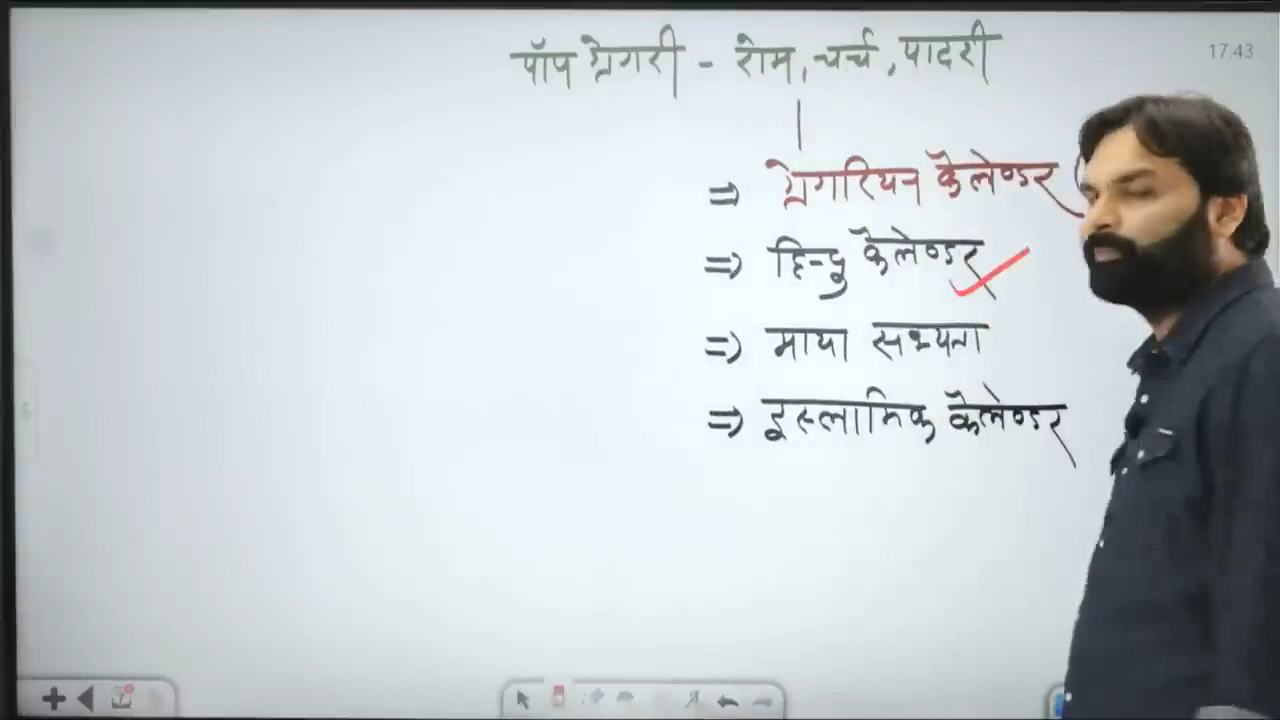 पॉप ग्रेगरी - रोम, चर्च, पादरी
17:43
⇒ ग्रेगरियन कैलेण्डर (
⇒ हिन्दु कैलेण्डर ✓
⇒ माया सभ्यता
⇒ इस्लामिक कैलेण्डर